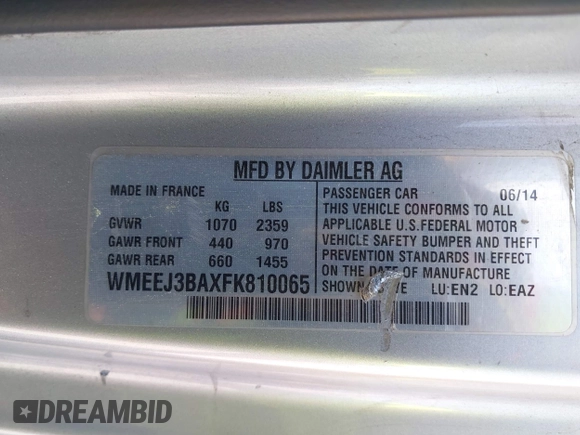 MFD BY DAIMLER AG
MADE IN FRANCE
KG LBS
GVWR 1070 2359
GAWR FRONT 440 970
GAWR REAR 660 1455
WMEEJ3BAXFK810065
PASSENGER CAR 06/14
THIS VEHICLE CONFORMS TO ALL
APPLICABLE U.S.FEDERAL MOTOR
VEHICLE SAFETY BUMPER AND THEFT
PREVENTION STANDARDS IN EFFECT
ON THE DATE OF MANUFACTURE
SHOWN LU:EN2 LO:EAZ
DREAMBID